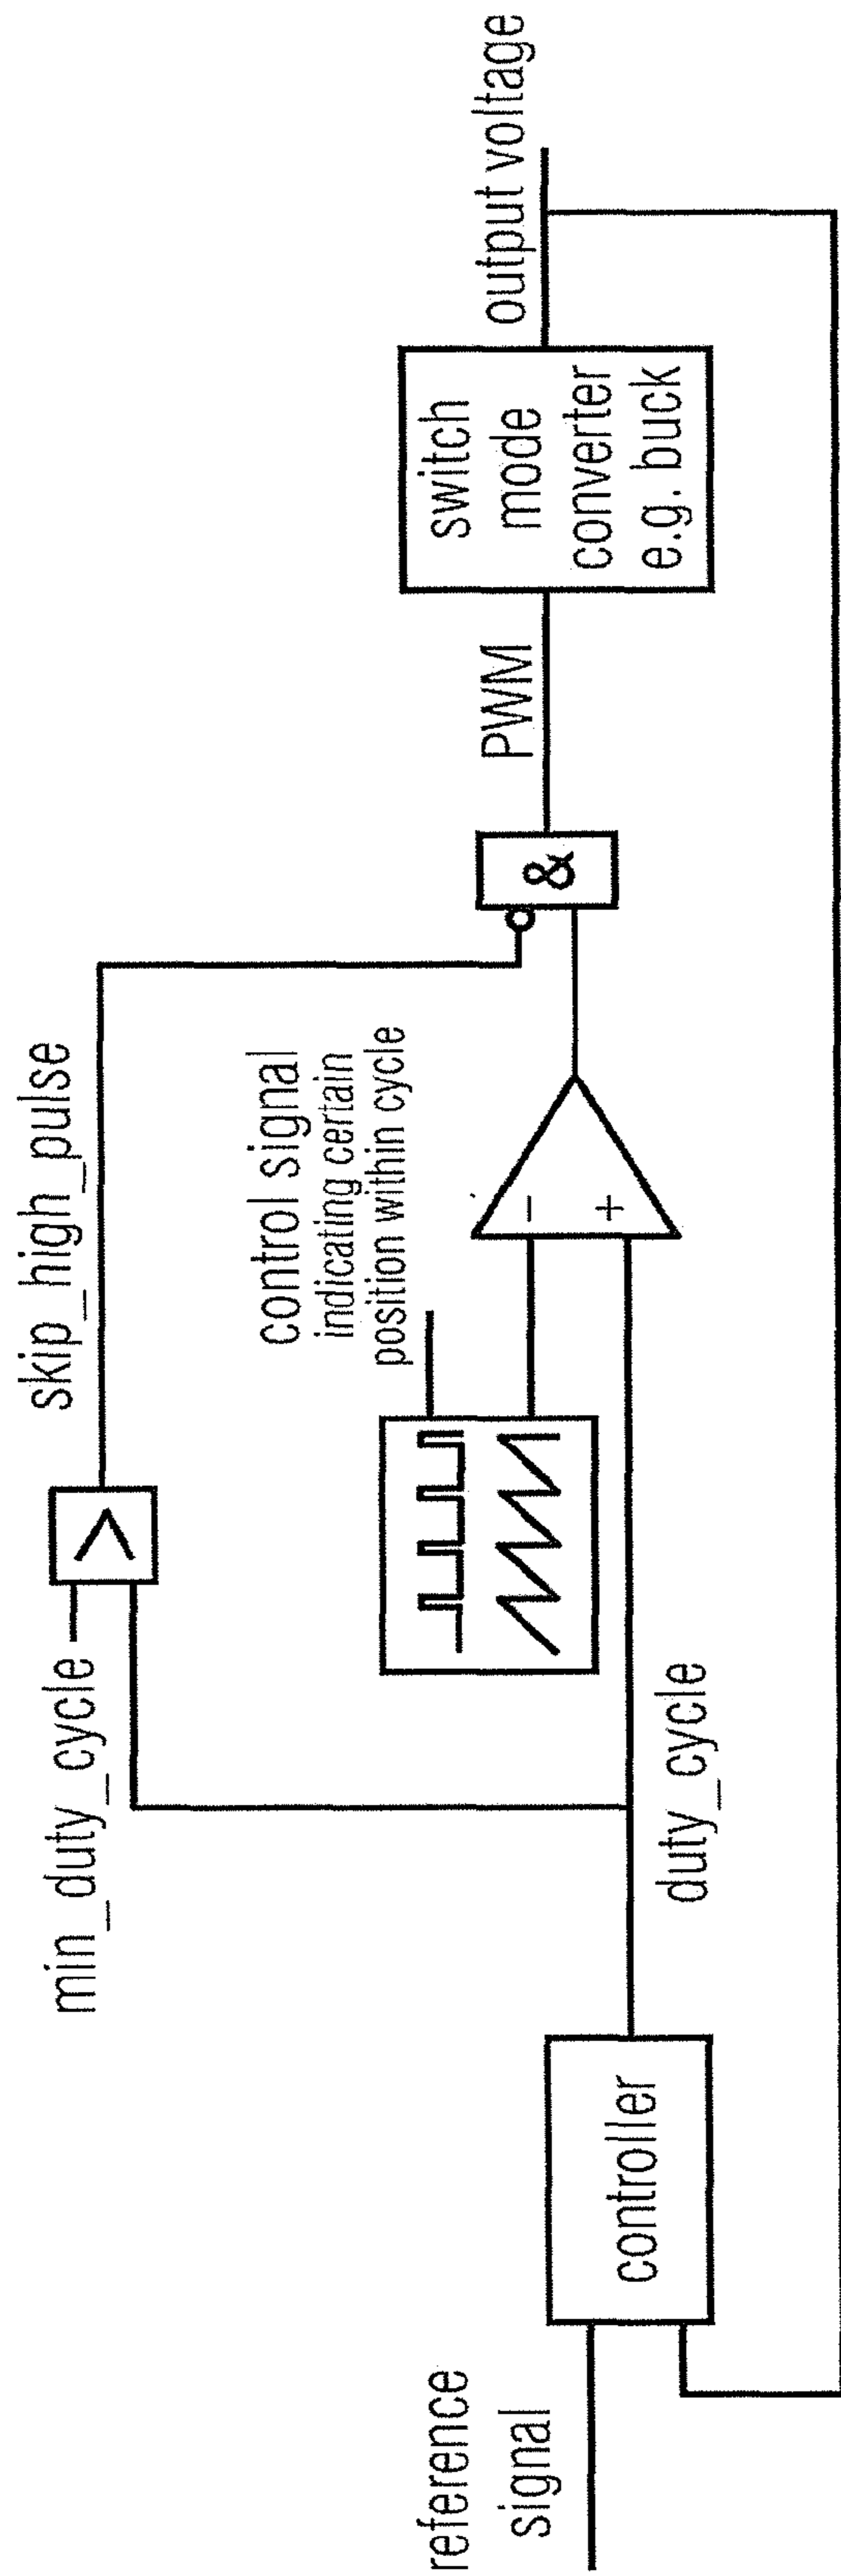 min_duty_cycle
>
skip_high_pulse
control signal
indicating certain
position within cycle
reference
signal
controller
duty_cycle
-
+
&
PWM
switch
mode
converter
e.g. buck
output voltage